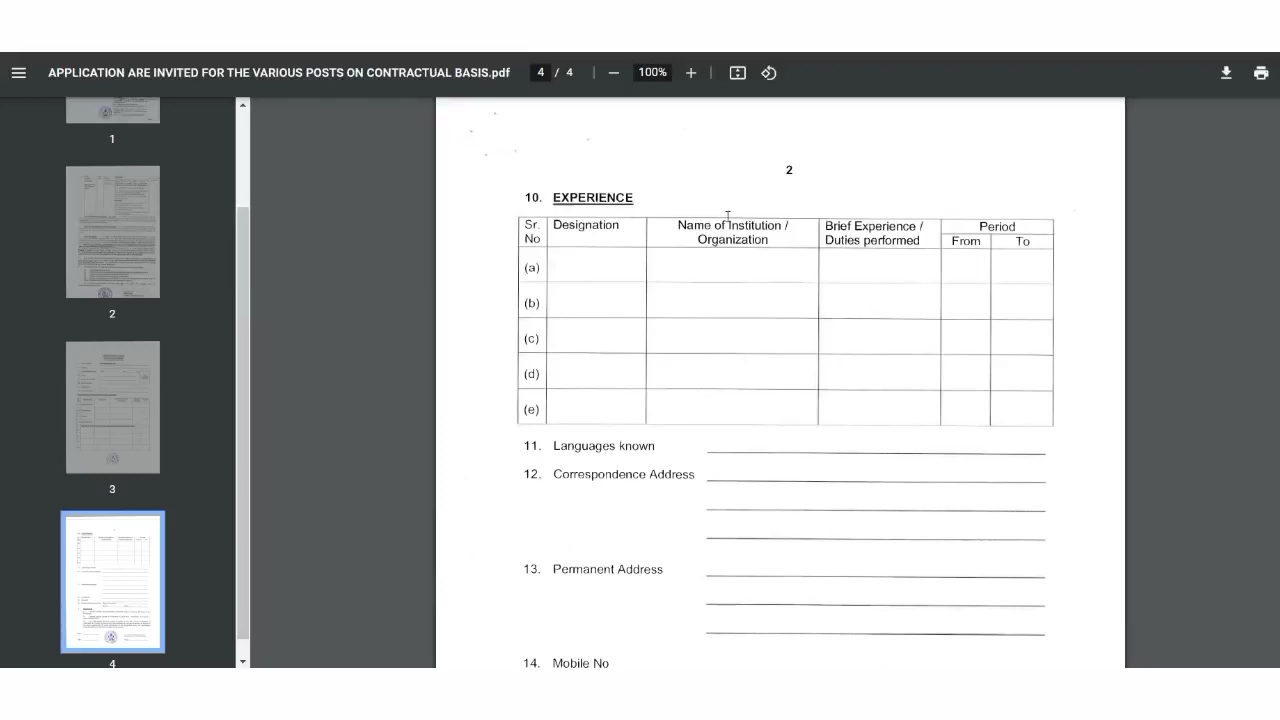 APPLICATION ARE INVITED FOR THE VARIOUS POSTS ON CONTRACTUAL BASIS.pdf
4 / 4
100%
1
2
3
4
2
10. EXPERIENCE
Sr. No
Designation
Name of Institution / Organization
Brief Experience / Duties performed
Period
From To
(a)
(b)
(c)
(d)
(e)
11. Languages known
12. Correspondence Address
13. Permanent Address
14. Mobile No